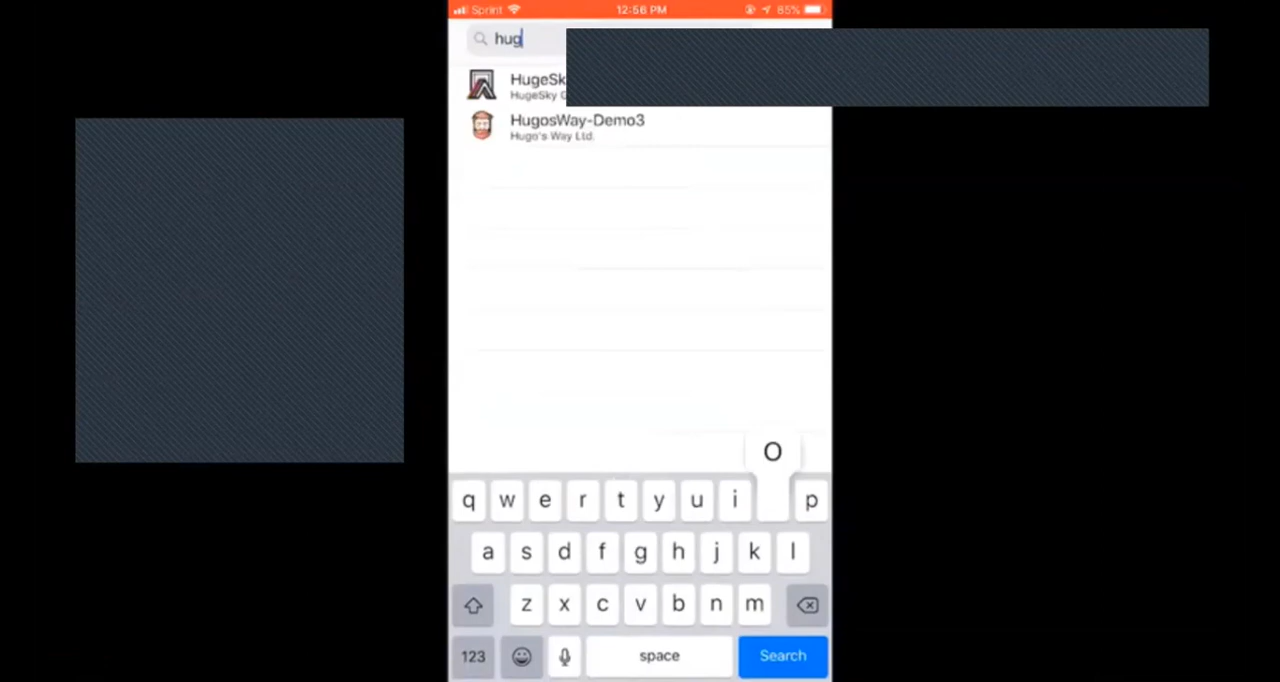 Sprint 12:56 PM 85%
hug
HugeSk
HugeSky G
HugosWay-Demo3
Hugo's Way Ltd.
O
q w e r t y u i p
a s d f g h j k l
z x c v b n m
123 space Search